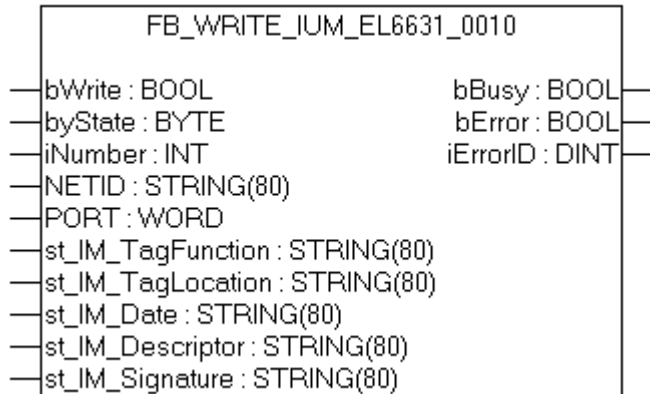 FB_WRITE_IUM_EL6631_0010
bWrite : BOOL bBusy : BOOL
byState : BYTE bError : BOOL
iNumber : INT iErrorID : DINT
NETID : STRING(80)
PORT : WORD
st_IM_TagFunction : STRING(80)
st_IM_TagLocation : STRING(80)
st_IM_Date : STRING(80)
st_IM_Descriptor : STRING(80)
st_IM_Signature : STRING(80)